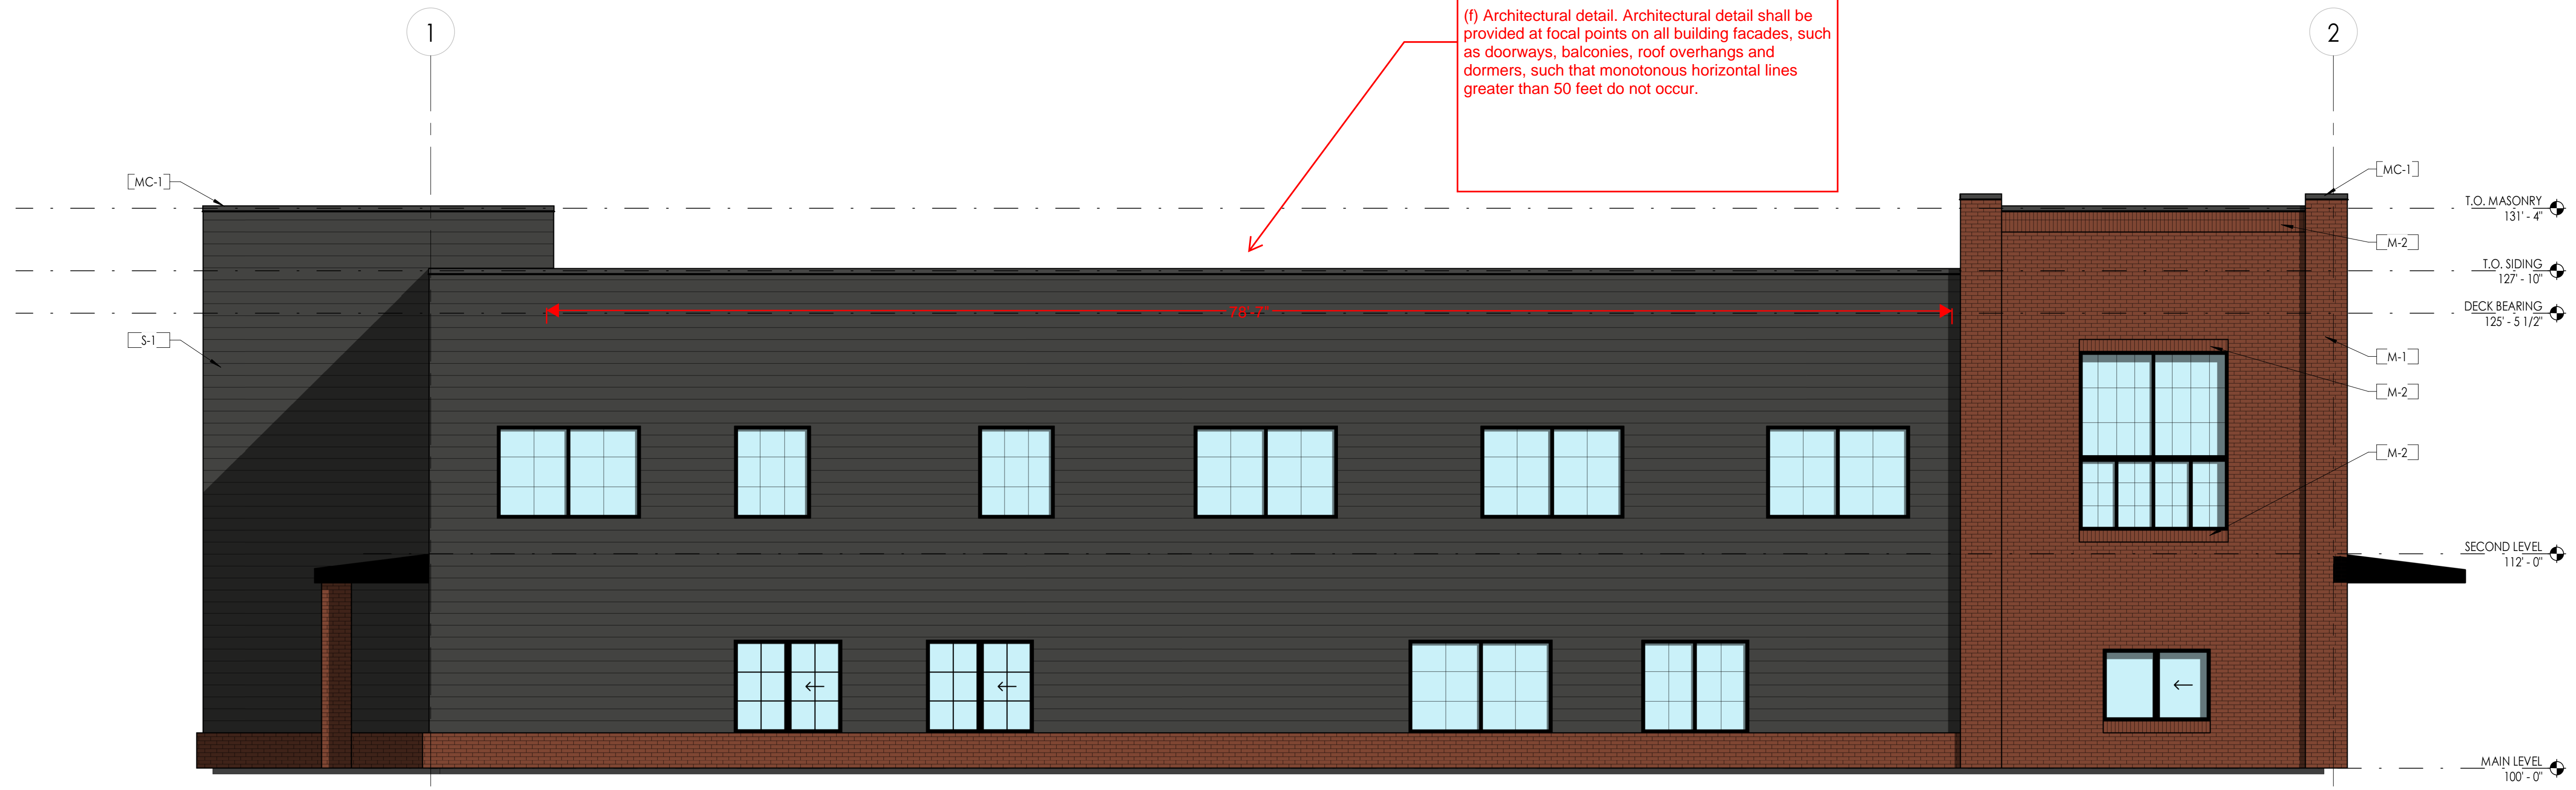 (f) Architectural detail. Architectural detail shall be
provided at focal points on all building facades, such
as doorways, balconies, roof overhangs and
dormers, such that monotonous horizontal lines
greater than 50 feet do not occur.
1
2
MC-1
MC-1
T.O. MASONRY
131' - 4"
M-2
T.O. SIDING
127' - 10"
78'-7"
DECK BEARING
125' - 5 1/2"
S-1
M-1
M-2
M-2
SECOND LEVEL
112' - 0"
MAIN LEVEL
100' - 0"